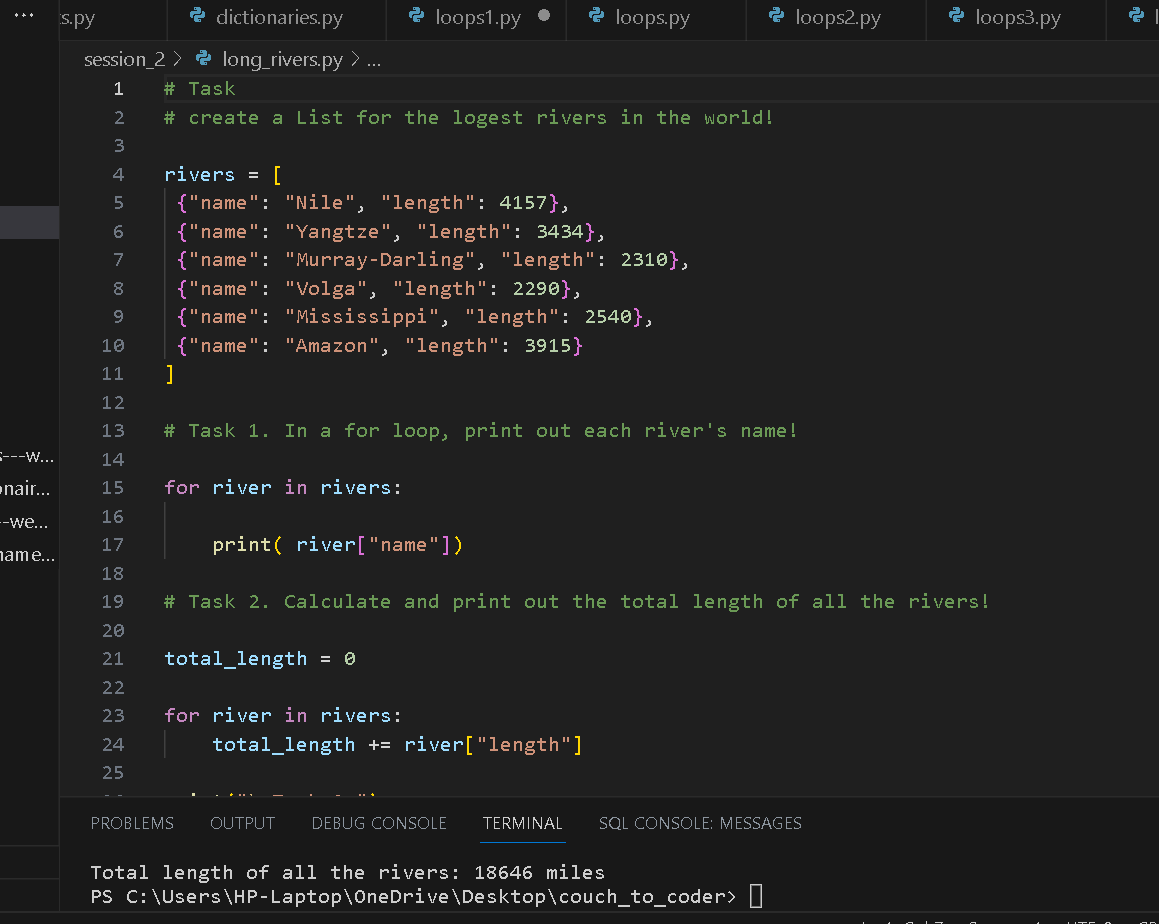 s.py dictionaries.py loops1.py loops.py loops2.py loops3.py
session_2 > long_rivers.py > ...
1 # Task
2 # create a List for the logest rivers in the world!
3
4 rivers = [
5 {"name": "Nile", "length": 4157},
6 {"name": "Yangtze", "length": 3434},
7 {"name": "Murray-Darling", "length": 2310},
8 {"name": "Volga", "length": 2290},
9 {"name": "Mississippi", "length": 2540},
10 {"name": "Amazon", "length": 3915}
11 ]
12
13 # Task 1. In a for loop, print out each river's name!
14
15 for river in rivers:
16
17 print( river["name"])
18
19 # Task 2. Calculate and print out the total length of all the rivers!
20
21 total_length = 0
22
23 for river in rivers:
24 total_length += river["length"]
25
s---w...
onair...
--we...
name...
PROBLEMS OUTPUT DEBUG CONSOLE TERMINAL SQL CONSOLE: MESSAGES
Total length of all the rivers: 18646 miles
PS C:\Users\HP-Laptop\OneDrive\Desktop\couch_to_coder>